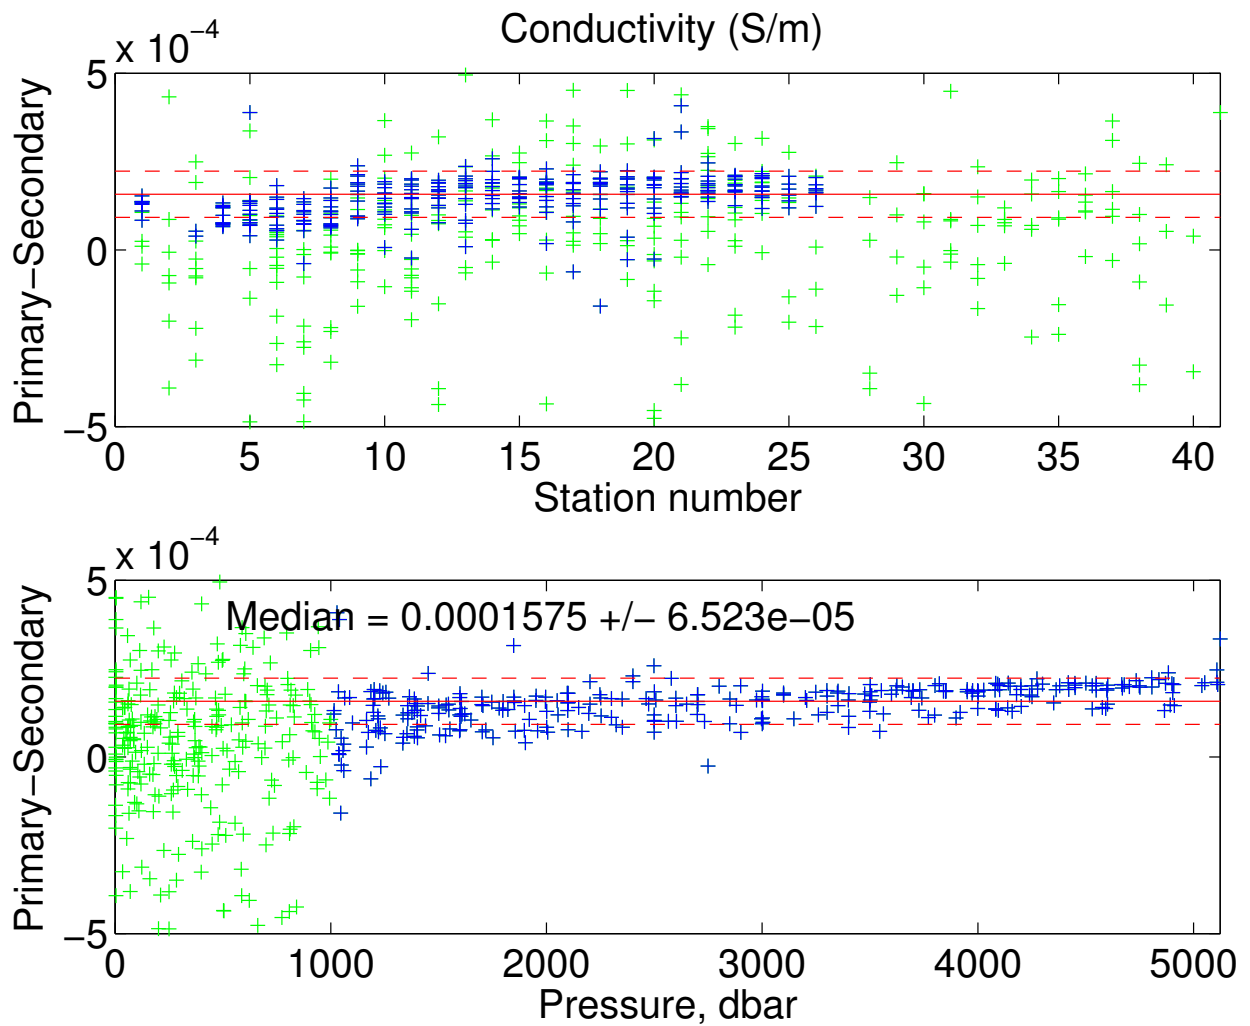 Conductivity (S/m)
x 10⁻⁴
5
0
−5
Primary−Secondary
0 5 10 15 20 25 30 35 40
Station number
x 10⁻⁴
5
0
−5
Primary−Secondary
Median = 0.0001575 +/− 6.523e−05
0 1000 2000 3000 4000 5000
Pressure, dbar